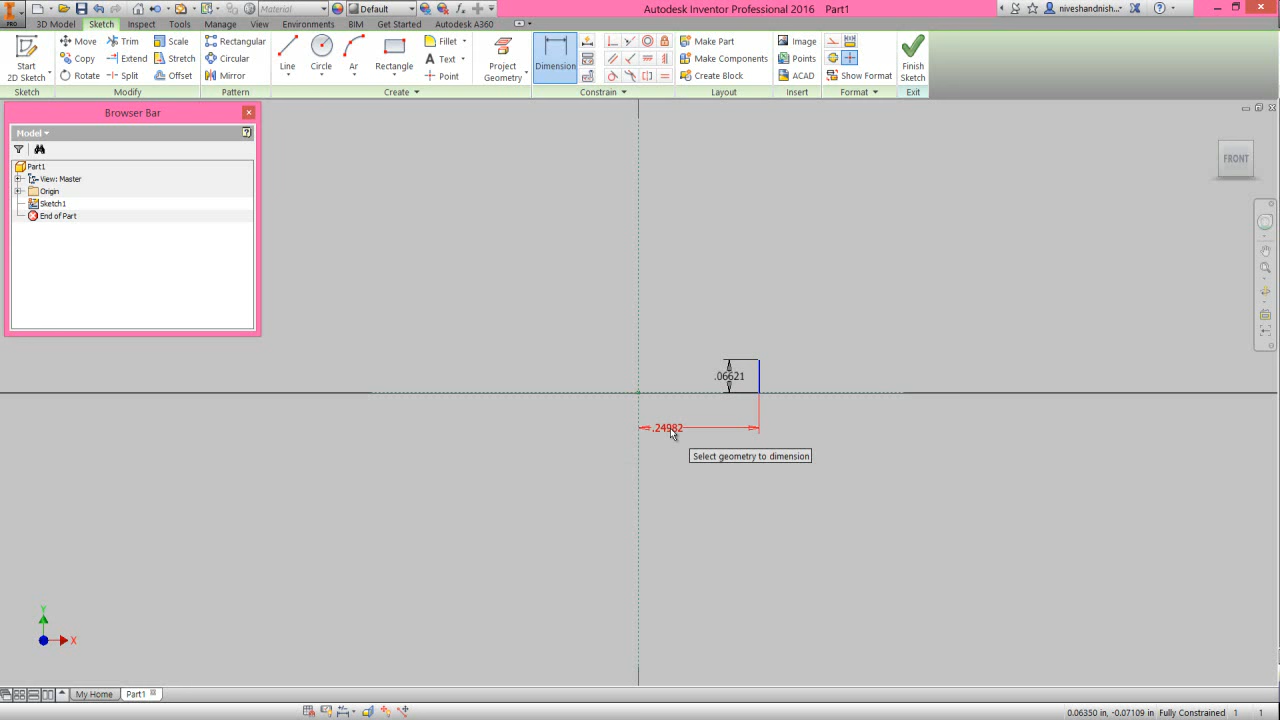 Material
Default
Autodesk Inventor Professional 2016 Part1
niveshandnish...
PRO
3D Model
Sketch
Inspect
Tools
Manage
View
Environments
BIM
Get Started
Autodesk A360
Start
2D Sketch
Move
Copy
Rotate
Trim
Extend
Split
Scale
Stretch
Offset
Rectangular
Circular
Mirror
Line
Circle
Ar
Rectangle
Fillet
Text
Point
Project
Geometry
Dimension
Make Part
Make Components
Create Block
Image
Points
ACAD
Show Format
Finish
Sketch
Sketch
Modify
Pattern
Create
Constrain
Layout
Insert
Format
Exit
Browser Bar
Model
Part1
View: Master
Origin
Sketch1
End of Part
FRONT
.06621
.24982
Select geometry to dimension
Y
X
My Home
Part1
0.06350 in, -0.07109 in Fully Constrained 1 1